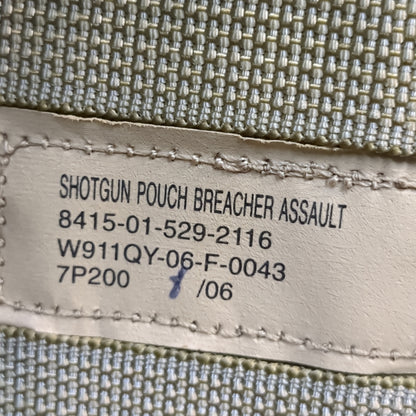 SHOTGUN POUCH BREACHER ASSAULT
8415-01-529-2116
W911QY-06-F-0043
7P200 /06